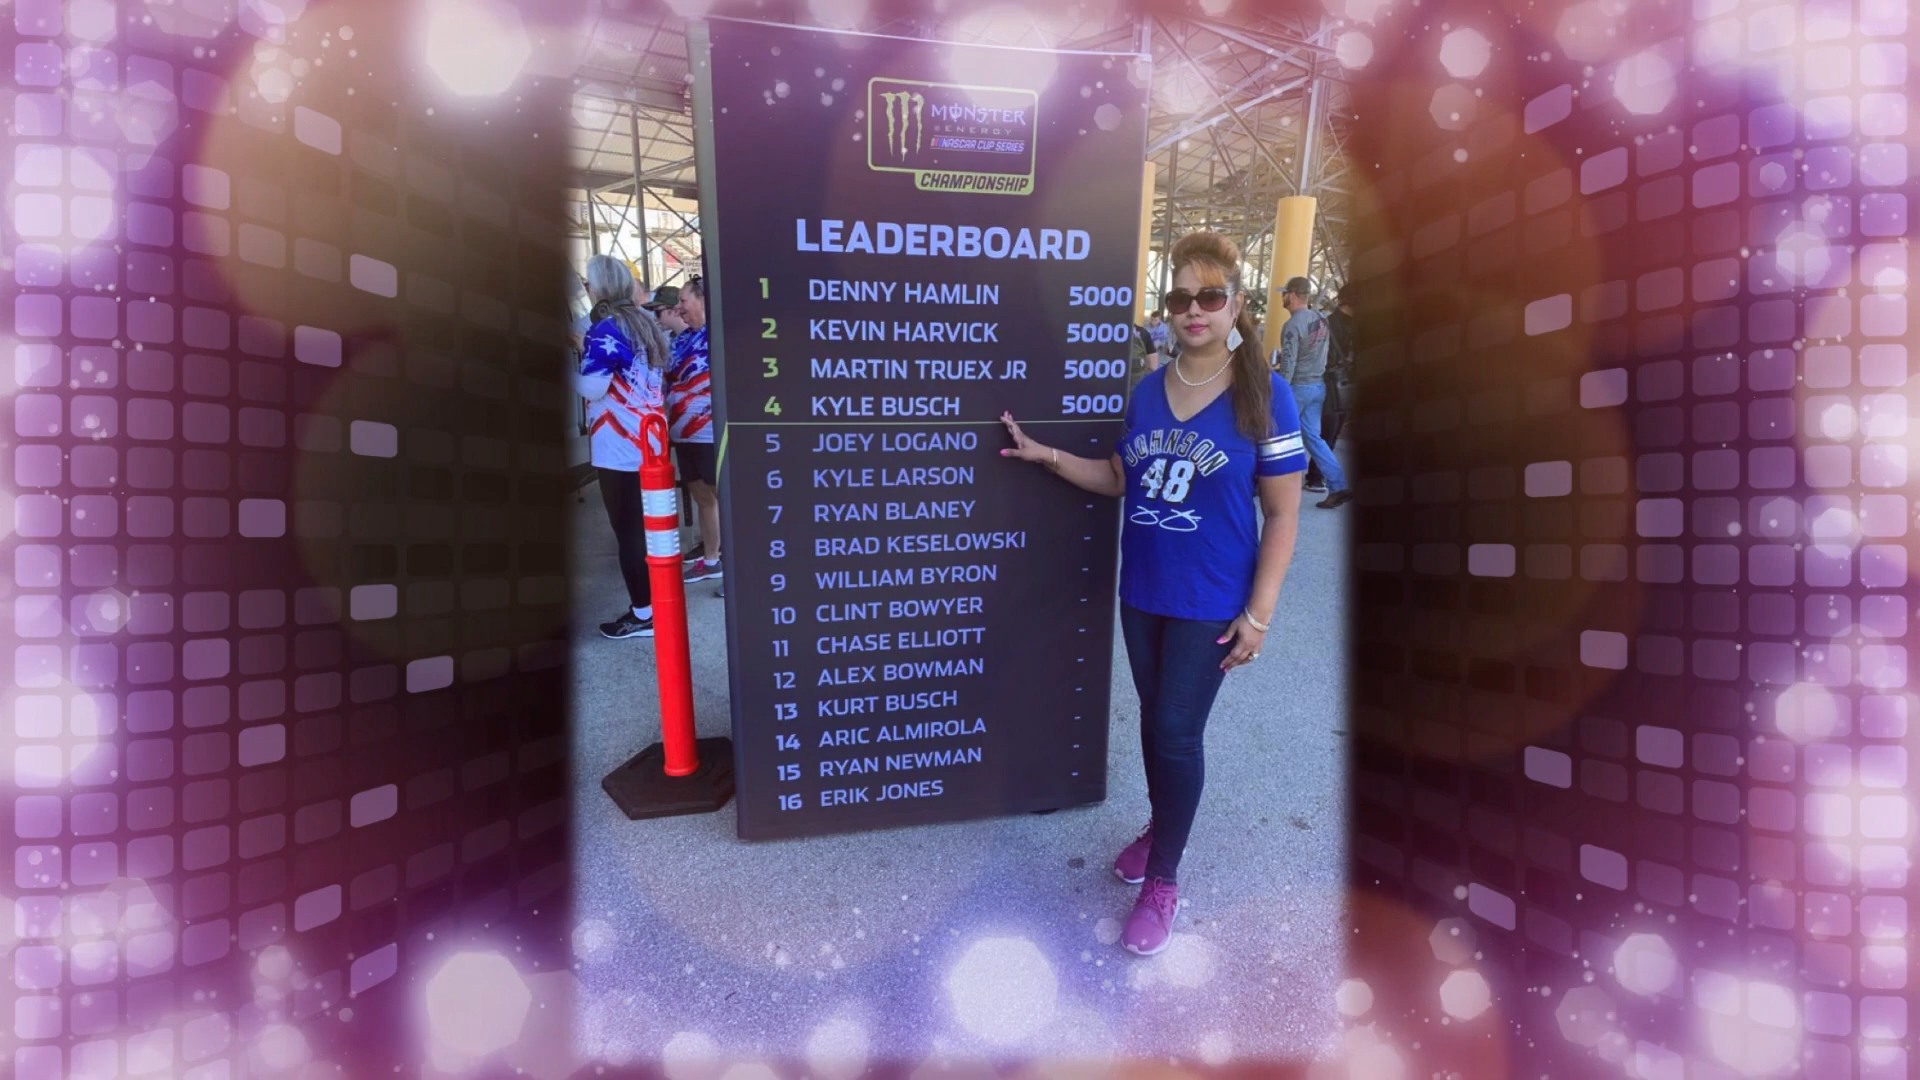 MONSTER
ENERGY
NASCAR CUP SERIES
CHAMPIONSHIP
LEADERBOARD
1 DENNY HAMLIN 5000
2 KEVIN HARVICK 5000
3 MARTIN TRUEX JR 5000
4 KYLE BUSCH 5000
5 JOEY LOGANO -
6 KYLE LARSON -
7 RYAN BLANEY -
8 BRAD KESELOWSKI -
9 WILLIAM BYRON -
10 CLINT BOWYER -
11 CHASE ELLIOTT -
12 ALEX BOWMAN -
13 KURT BUSCH -
14 ARIC ALMIROLA -
15 RYAN NEWMAN -
16 ERIK JONES -
JOHNSON
48